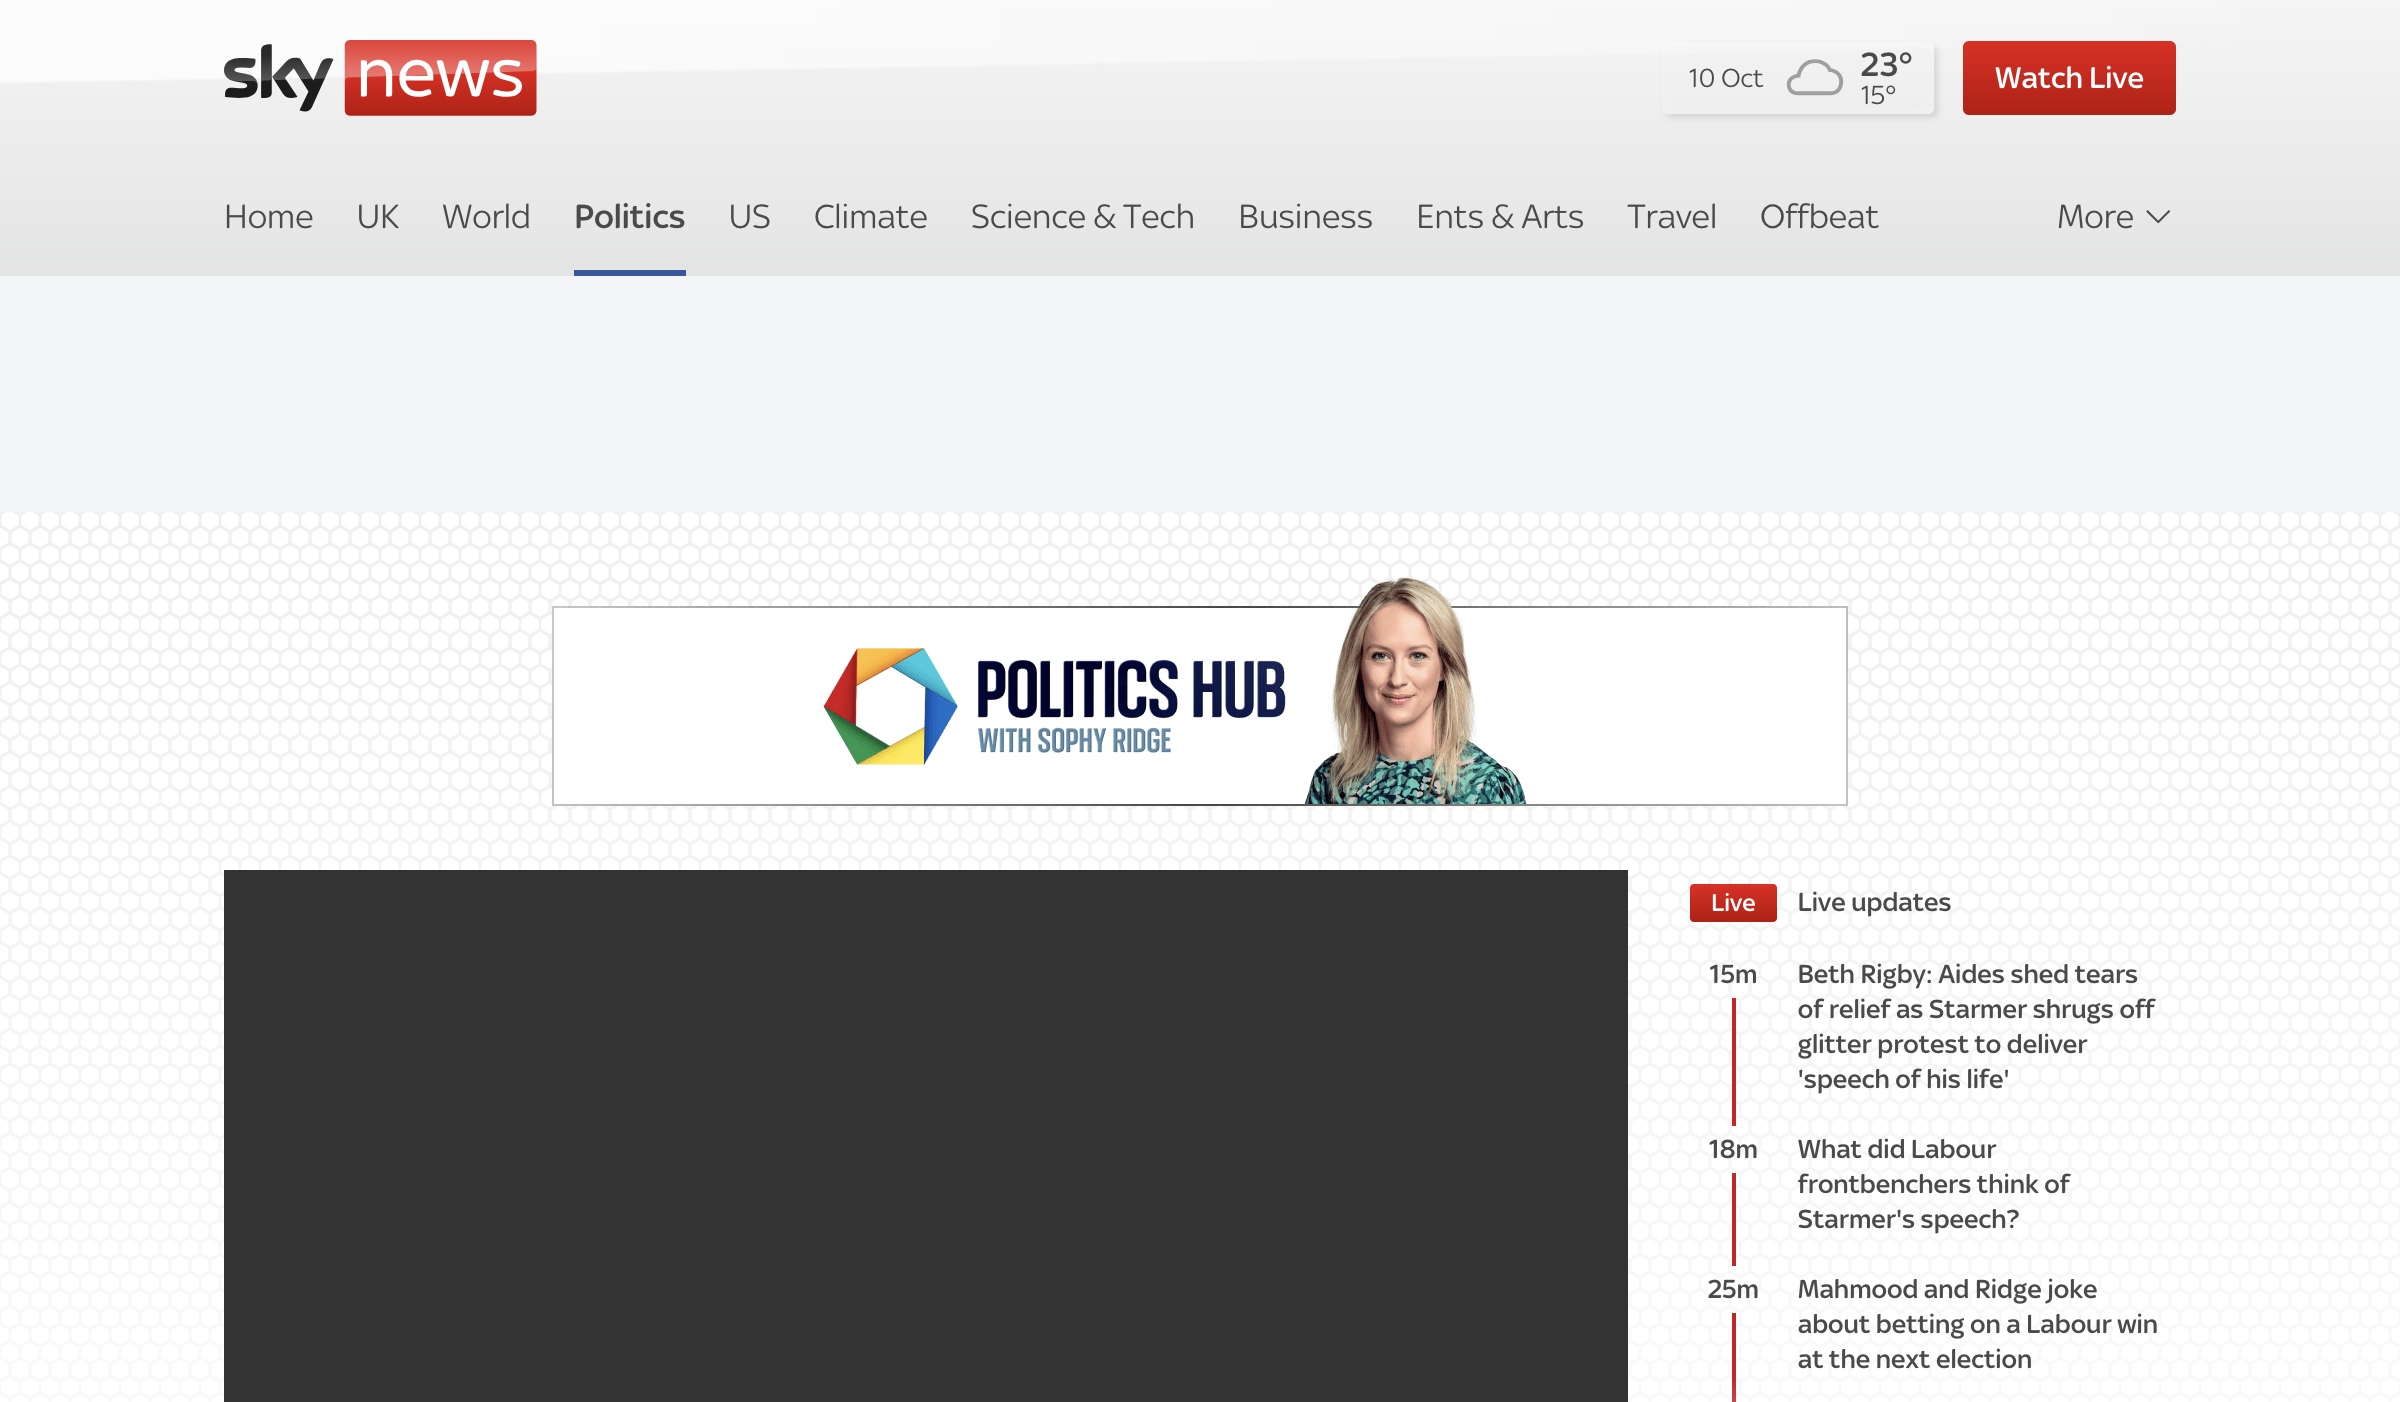 sky news
10 Oct
23°
15°
Watch Live
Home UK World Politics US Climate Science & Tech Business Ents & Arts Travel Offbeat More
POLITICS HUB
WITH SOPHY RIDGE
Live Live updates
15m Beth Rigby: Aides shed tears
of relief as Starmer shrugs off
glitter protest to deliver
'speech of his life'
18m What did Labour
frontbenchers think of
Starmer's speech?
25m Mahmood and Ridge joke
about betting on a Labour win
at the next election